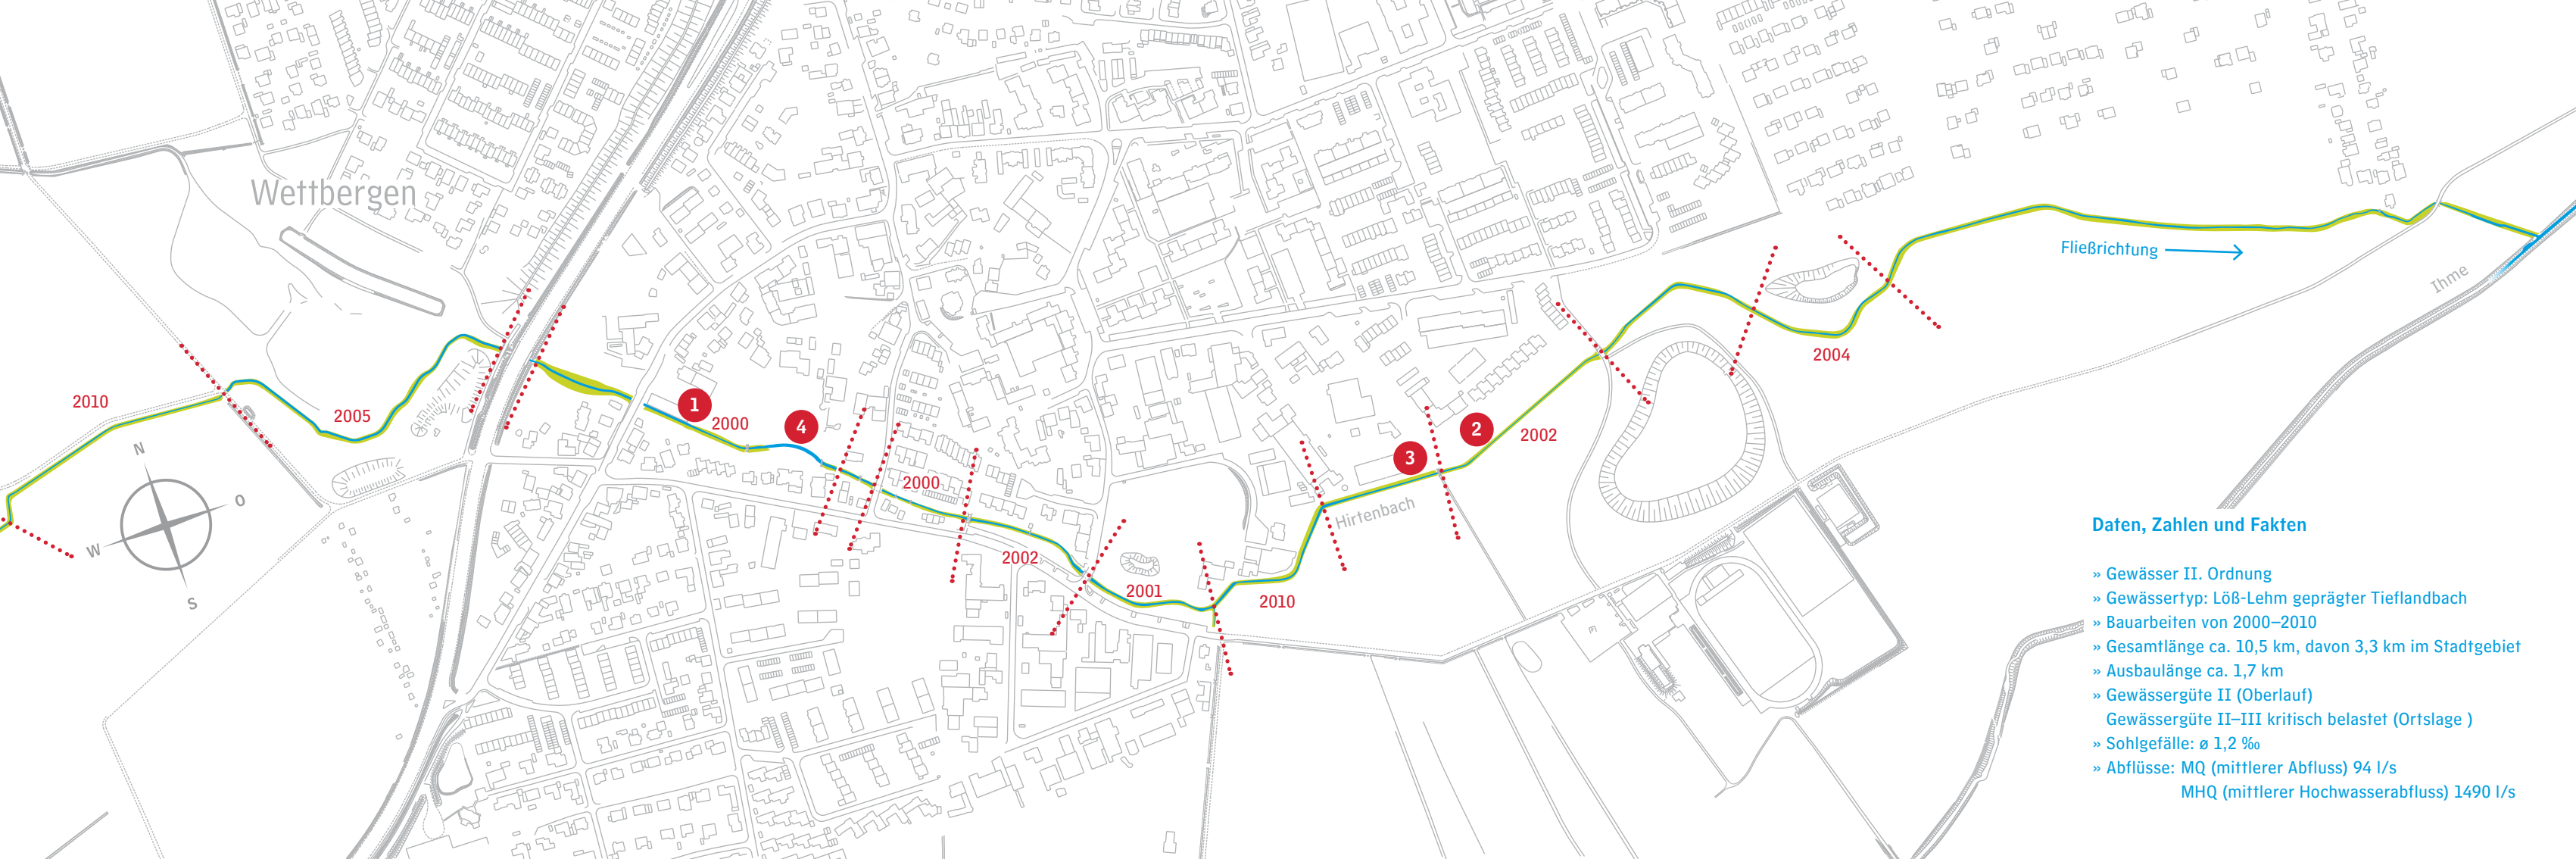 Wettbergen
Fließrichtung
Ihme
2010
2005
1
2000
4
2000
2002
2001
2010
3
Hirtenbach
2
2002
2004
N
O
W
S
Daten, Zahlen und Fakten
» Gewässer II. Ordnung
» Gewässertyp: Löß-Lehm geprägter Tieflandbach
» Bauarbeiten von 2000–2010
» Gesamtlänge ca. 10,5 km, davon 3,3 km im Stadtgebiet
» Ausbaulänge ca. 1,7 km
» Gewässergüte II (Oberlauf)
Gewässergüte II–III kritisch belastet (Ortslage )
» Sohlgefälle: ø 1,2 ‰
» Abflüsse: MQ (mittlerer Abfluss) 94 l/s
MHQ (mittlerer Hochwasserabfluss) 1490 l/s